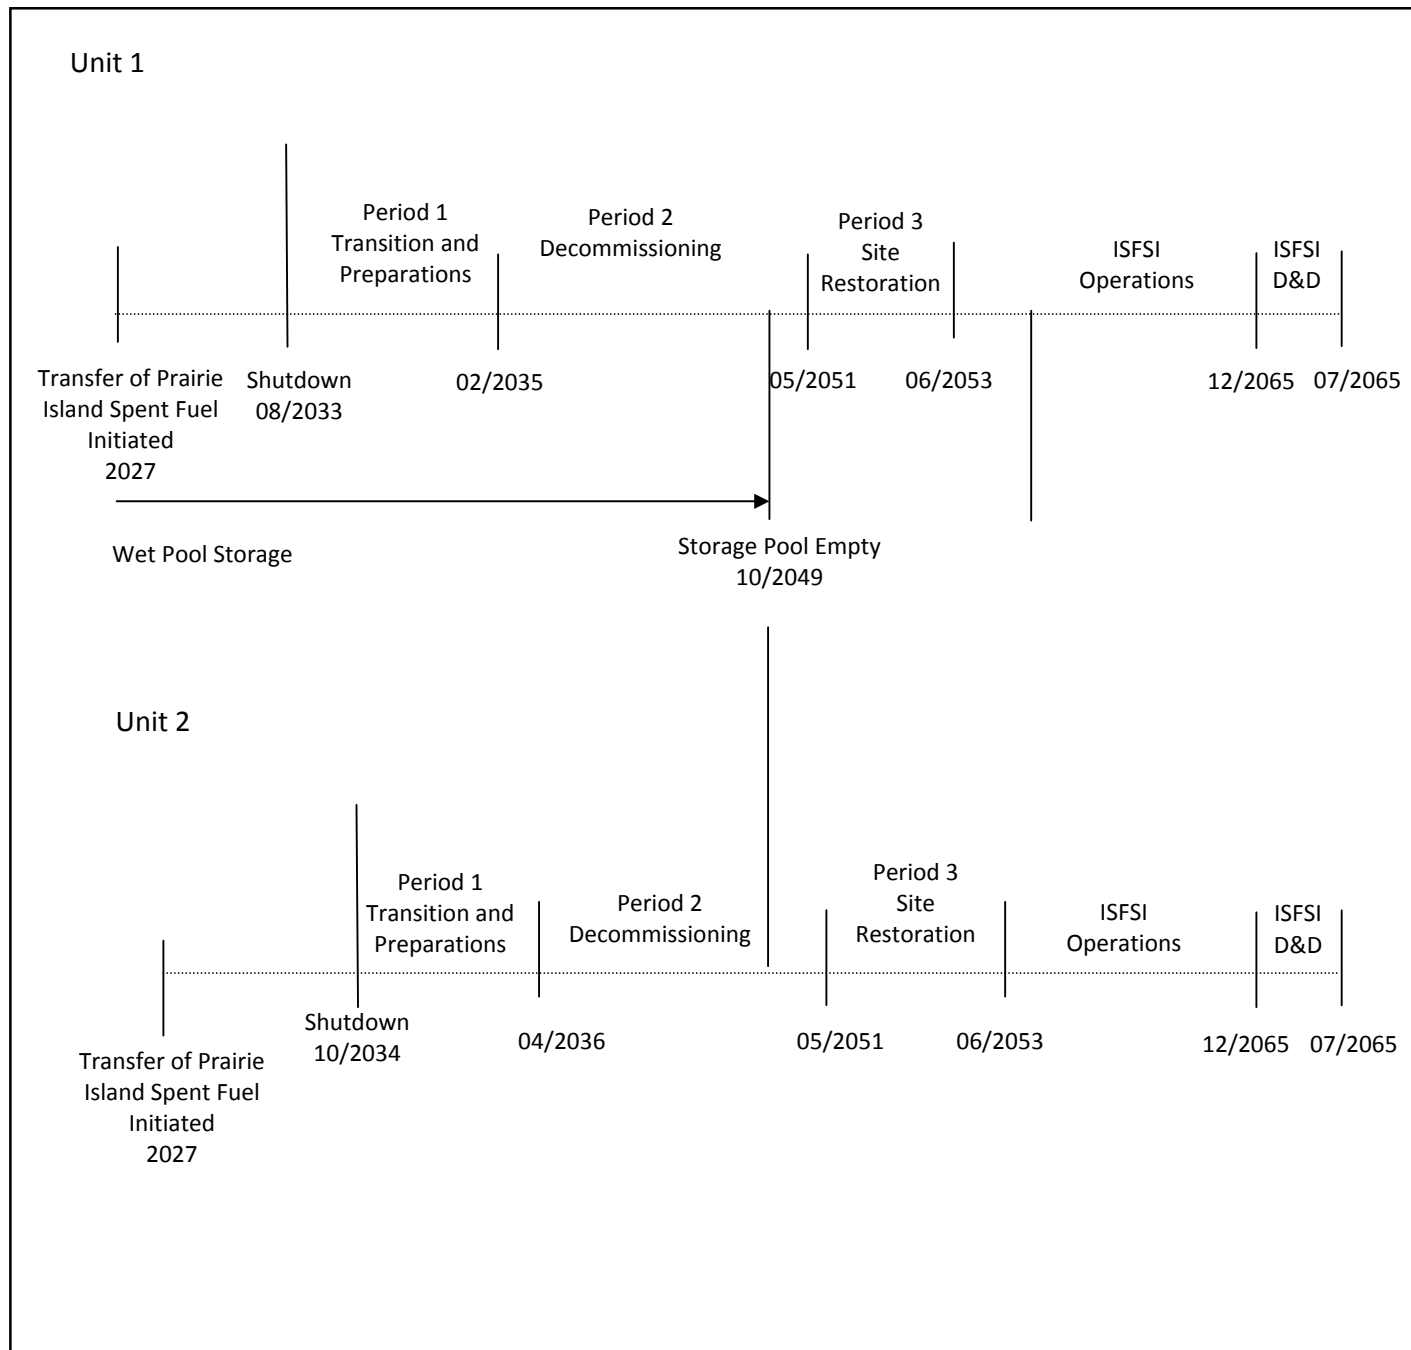 Unit 1
Period 1
Transition and
Preparations
Period 2
Decommissioning
Period 3
Site
Restoration
ISFSI
Operations
ISFSI
D&D
Transfer of Prairie
Island Spent Fuel
Initiated
2027
Shutdown
08/2033
02/2035
05/2051
06/2053
12/2065
07/2065
Wet Pool Storage
Storage Pool Empty
10/2049
Unit 2
Period 1
Transition and
Preparations
Period 2
Decommissioning
Period 3
Site
Restoration
ISFSI
Operations
ISFSI
D&D
Transfer of Prairie
Island Spent Fuel
Initiated
2027
Shutdown
10/2034
04/2036
05/2051
06/2053
12/2065
07/2065